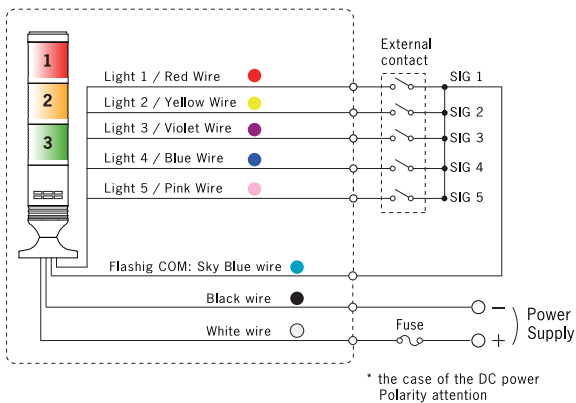 External
contact
1
Light 1 / Red Wire
SIG 1
2
Light 2 / Yellow Wire
SIG 2
3
Light 3 / Violet Wire
SIG 3
Light 4 / Blue Wire
SIG 4
Light 5 / Pink Wire
SIG 5
Flashig COM: Sky Blue wire
Black wire
−
Power
Supply
White wire
Fuse
+
* the case of the DC power
Polarity attention